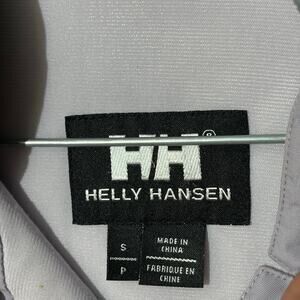 HH®
HELLY HANSEN
S
P
MADE IN
CHINA
FABRIQUE EN
CHINE